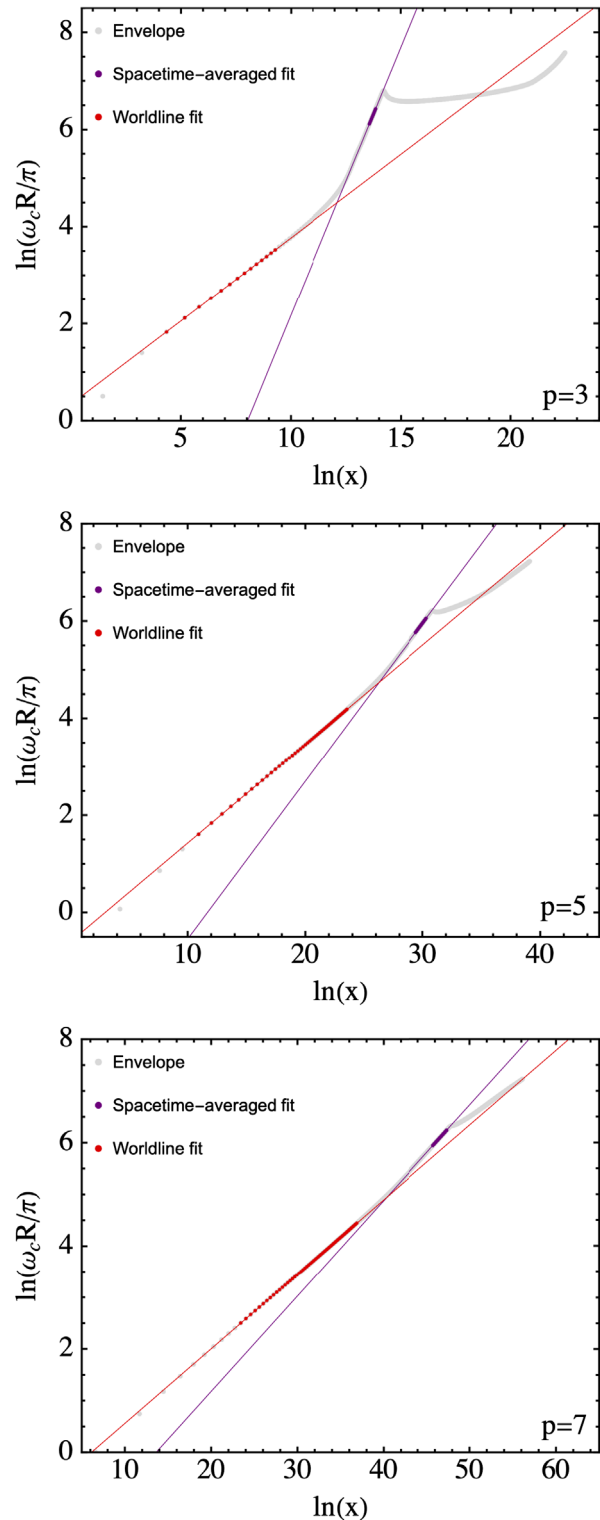 8
6
4
2
0
ln(ω_cR/π)
Envelope
Spacetime−averaged fit
Worldline fit
p=3
5 10 15 20
ln(x)
8
6
4
2
0
ln(ω_cR/π)
Envelope
Spacetime−averaged fit
Worldline fit
p=5
10 20 30 40
ln(x)
8
6
4
2
0
ln(ω_cR/π)
Envelope
Spacetime−averaged fit
Worldline fit
p=7
10 20 30 40 50 60
ln(x)